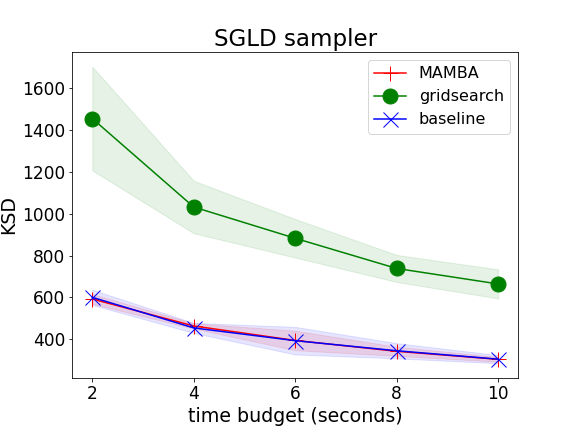 SGLD sampler
MAMBA
gridsearch
baseline
KSD
1600
1400
1200
1000
800
600
400
2 4 6 8 10
time budget (seconds)